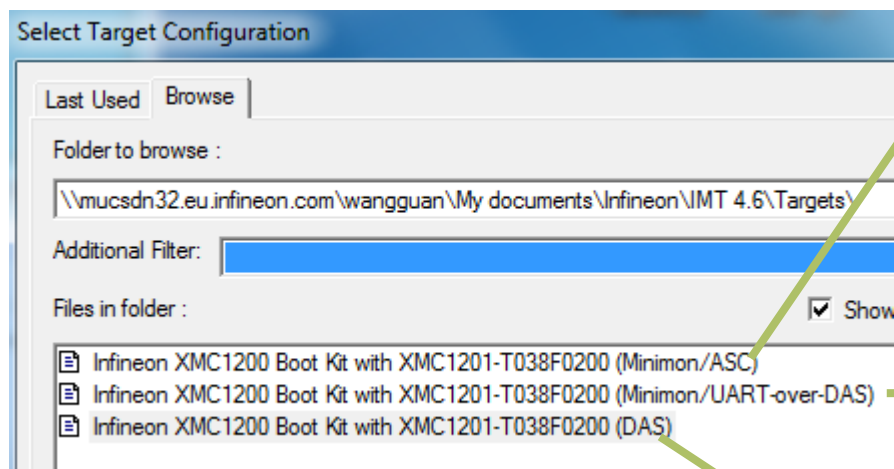 Select Target Configuration
Last Used Browse
Folder to browse :
\\mucsdn32.eu.infineon.com\wangguan\My documents\Infineon\IMT 4.6\Targets\
Additional Filter:
Files in folder : Show
Infineon XMC1200 Boot Kit with XMC1201-T038F0200 (Minimon/ASC)
Infineon XMC1200 Boot Kit with XMC1201-T038F0200 (Minimon/UART-over-DAS)
Infineon XMC1200 Boot Kit with XMC1201-T038F0200 (DAS)